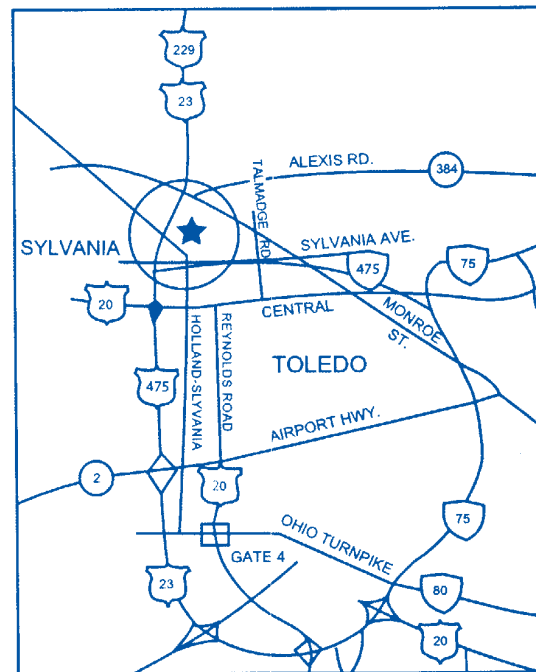 229
23
ALEXIS RD.
384
TALMADGE RD.
SYLVANIA
SYLVANIA AVE.
475
75
20
CENTRAL
MONROE ST.
HOLLAND-SLYVANIA
REYNOLDS ROAD
TOLEDO
475
AIRPORT HWY.
2
20
75
OHIO TURNPIKE
GATE 4
23
80
20